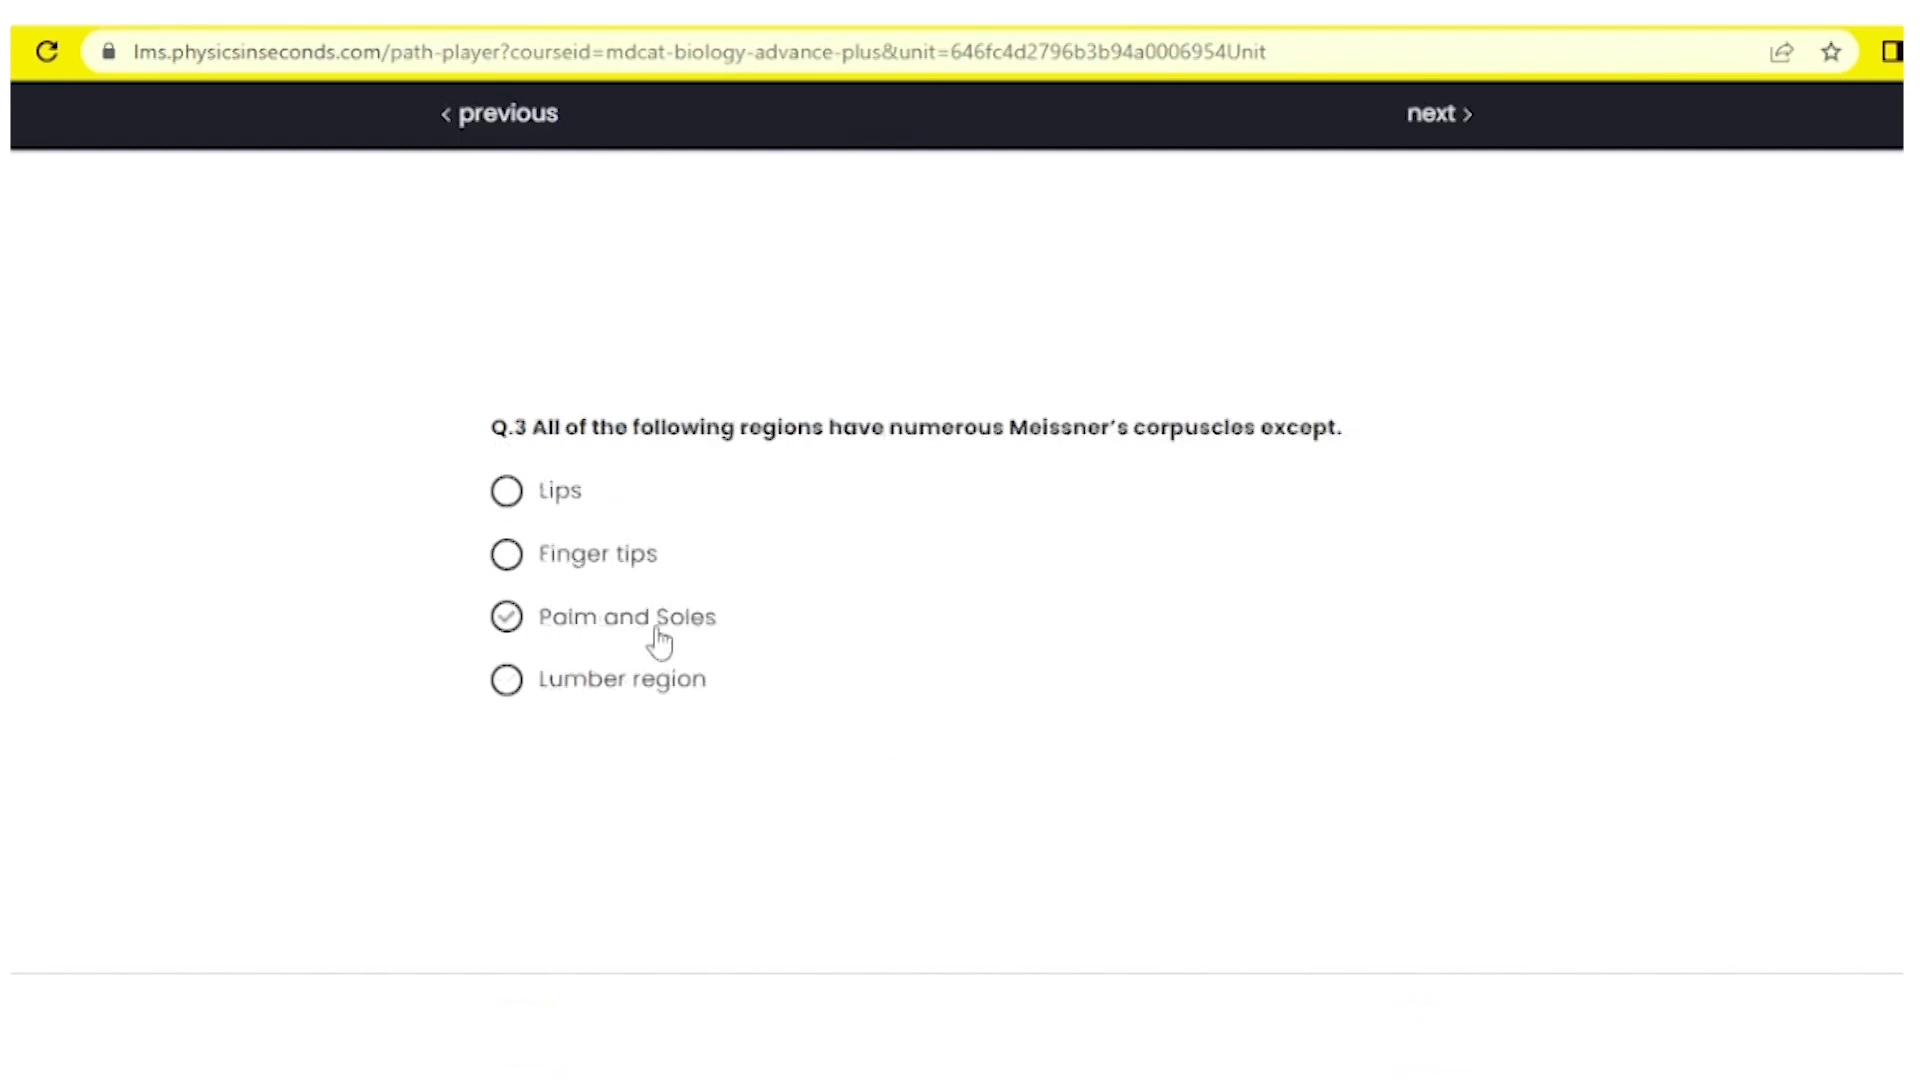 lms.physicsinseconds.com/path-player?courseid=mdcat-biology-advance-plus&unit=646fc4d2796b3b94a0006954Unit
< previous
next >
Q.3 All of the following regions have numerous Meissner's corpuscles except.
Lips
Finger tips
Palm and Soles
Lumber region